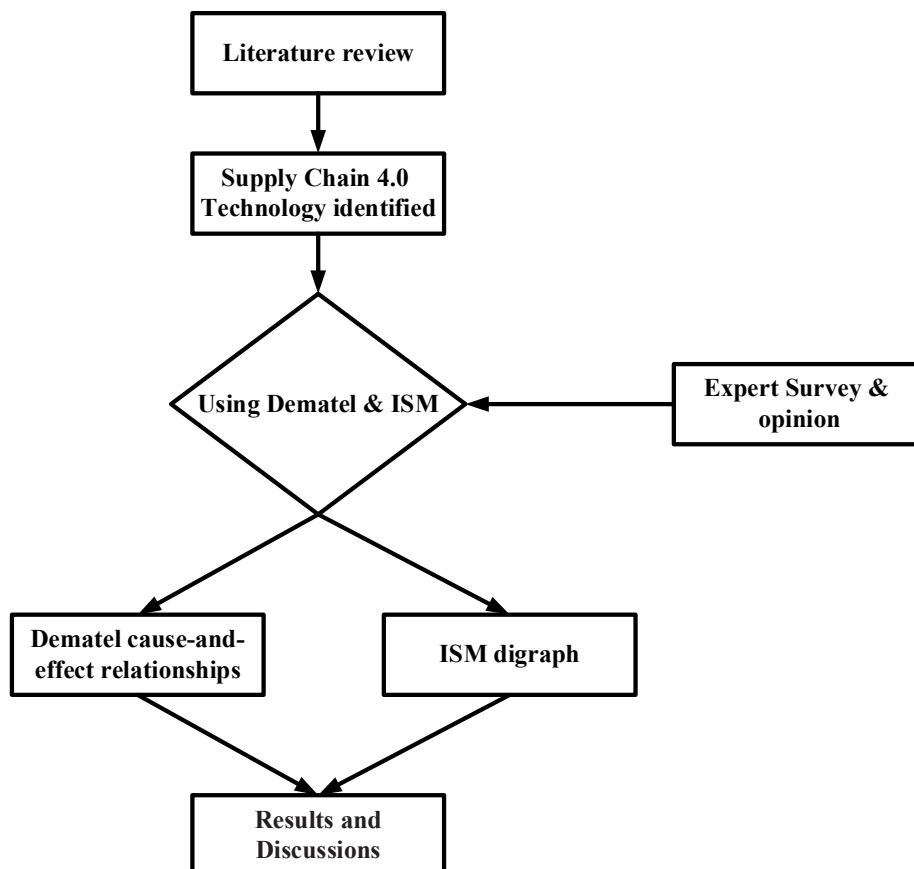 Literature review
Supply Chain 4.0
Technology identified
Using Dematel & ISM
Expert Survey &
opinion
Dematel cause-and-
effect relationships
ISM digraph
Results and
Discussions